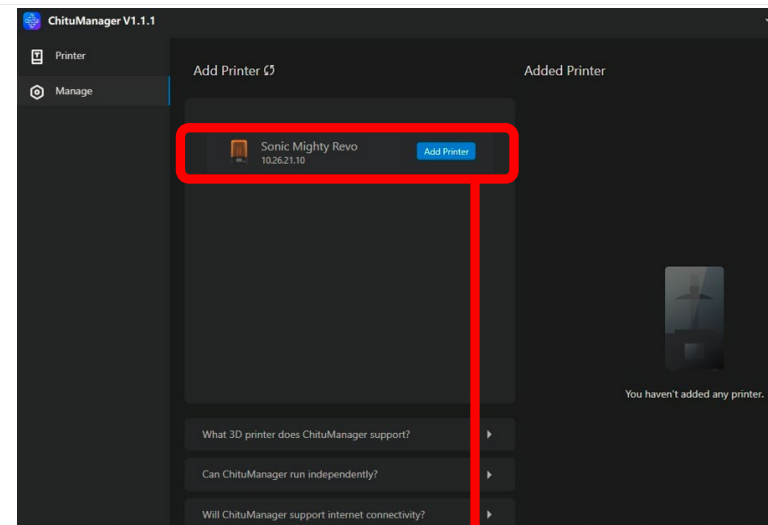 ChituManager V1.1.1
Printer
Manage
Add Printer
Added Printer
Sonic Mighty Revo
10.26.21.10
Add Printer
You haven't added any printer.
What 3D printer does ChituManager support?
Can ChituManager run independently?
Will ChituManager support internet connectivity?